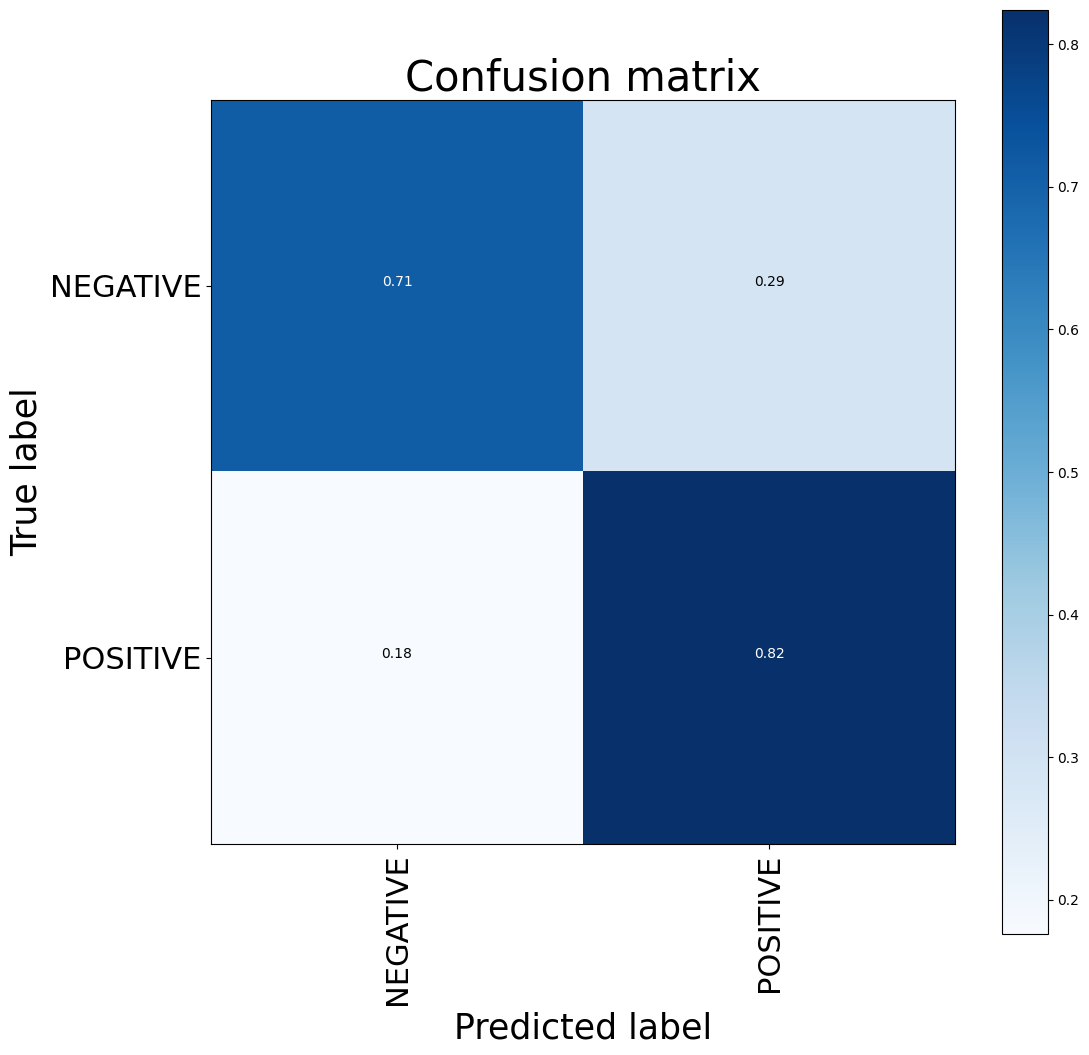 Confusion matrix
True label
NEGATIVE
POSITIVE
0.71
0.29
0.18
0.82
NEGATIVE
POSITIVE
Predicted label
0.8
0.7
0.6
0.5
0.4
0.3
0.2